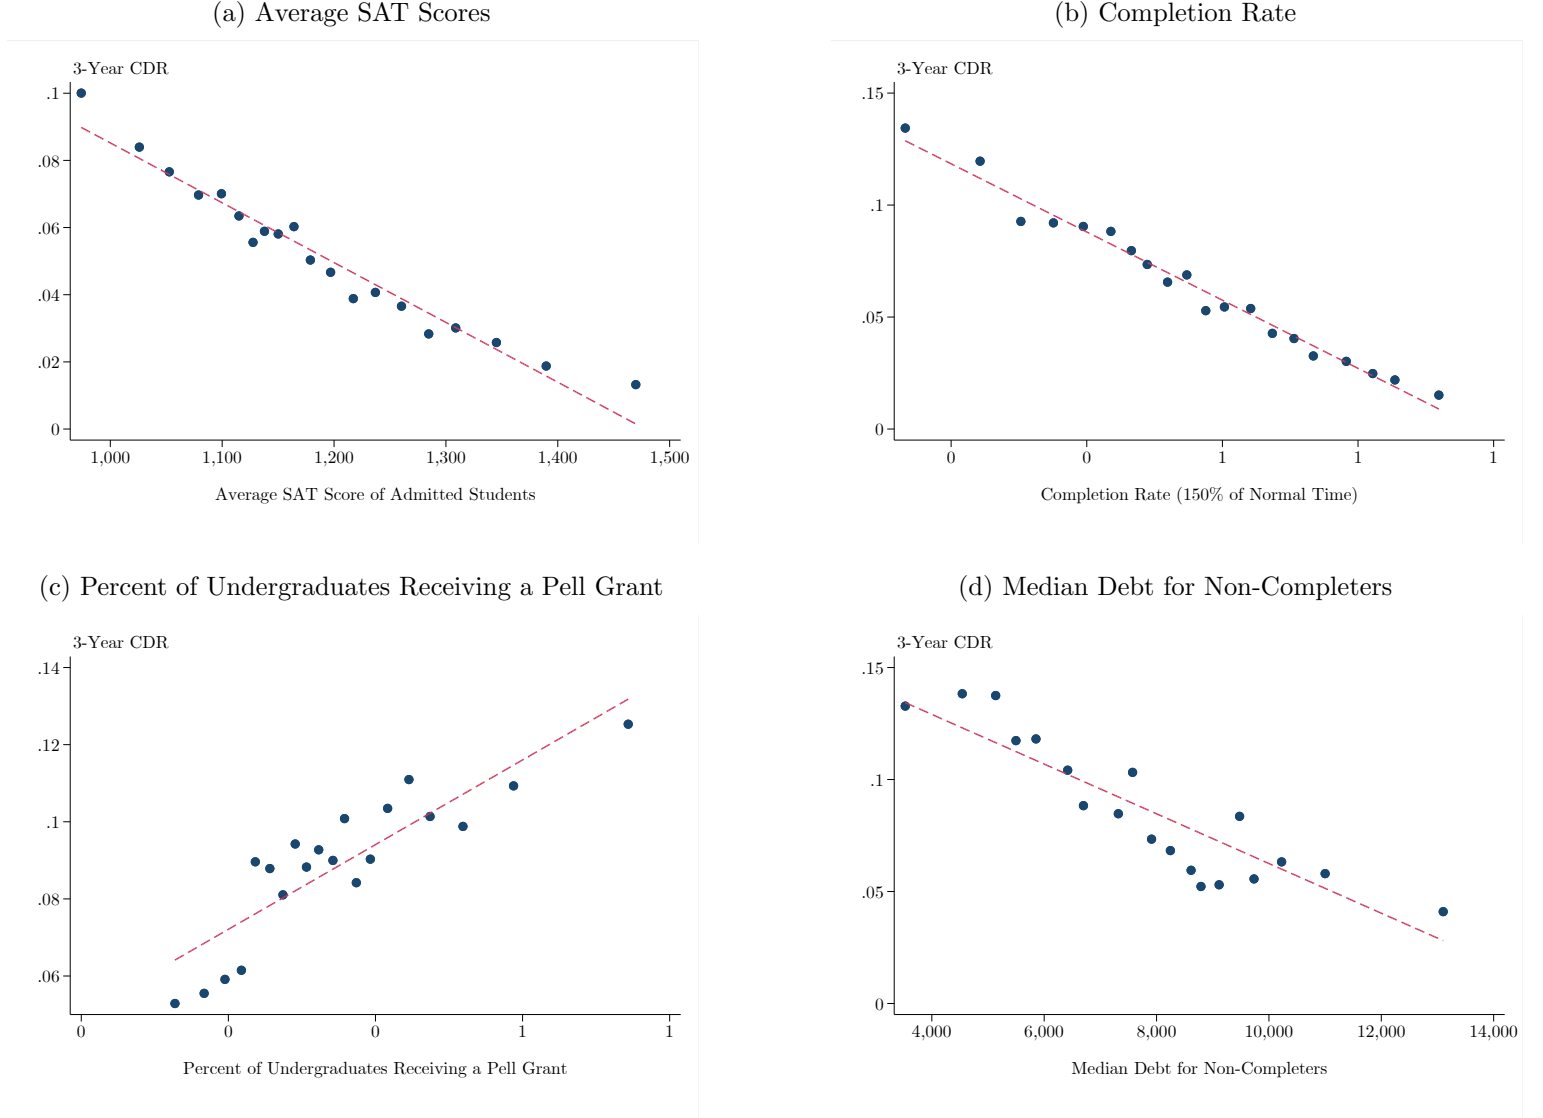 (a) Average SAT Scores
3-Year CDR
.1
.08
.06
.04
.02
0
1,000 1,100 1,200 1,300 1,400 1,500
Average SAT Score of Admitted Students
(b) Completion Rate
3-Year CDR
.15
.1
.05
0
0 0 1 1 1
Completion Rate (150% of Normal Time)
(c) Percent of Undergraduates Receiving a Pell Grant
3-Year CDR
.14
.12
.1
.08
.06
0 0 0 1 1
Percent of Undergraduates Receiving a Pell Grant
(d) Median Debt for Non-Completers
3-Year CDR
.15
.1
.05
0
4,000 6,000 8,000 10,000 12,000 14,000
Median Debt for Non-Completers